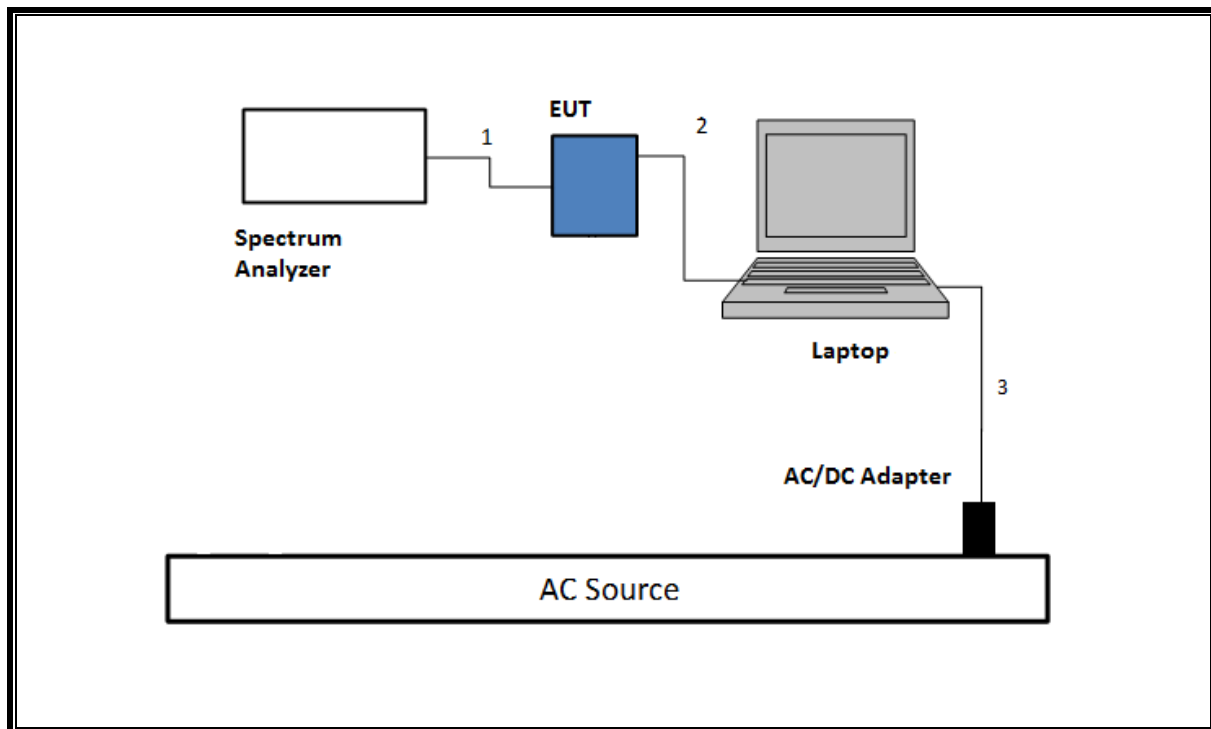 EUT
1
2
Spectrum
Analyzer
Laptop
3
AC/DC Adapter
AC Source